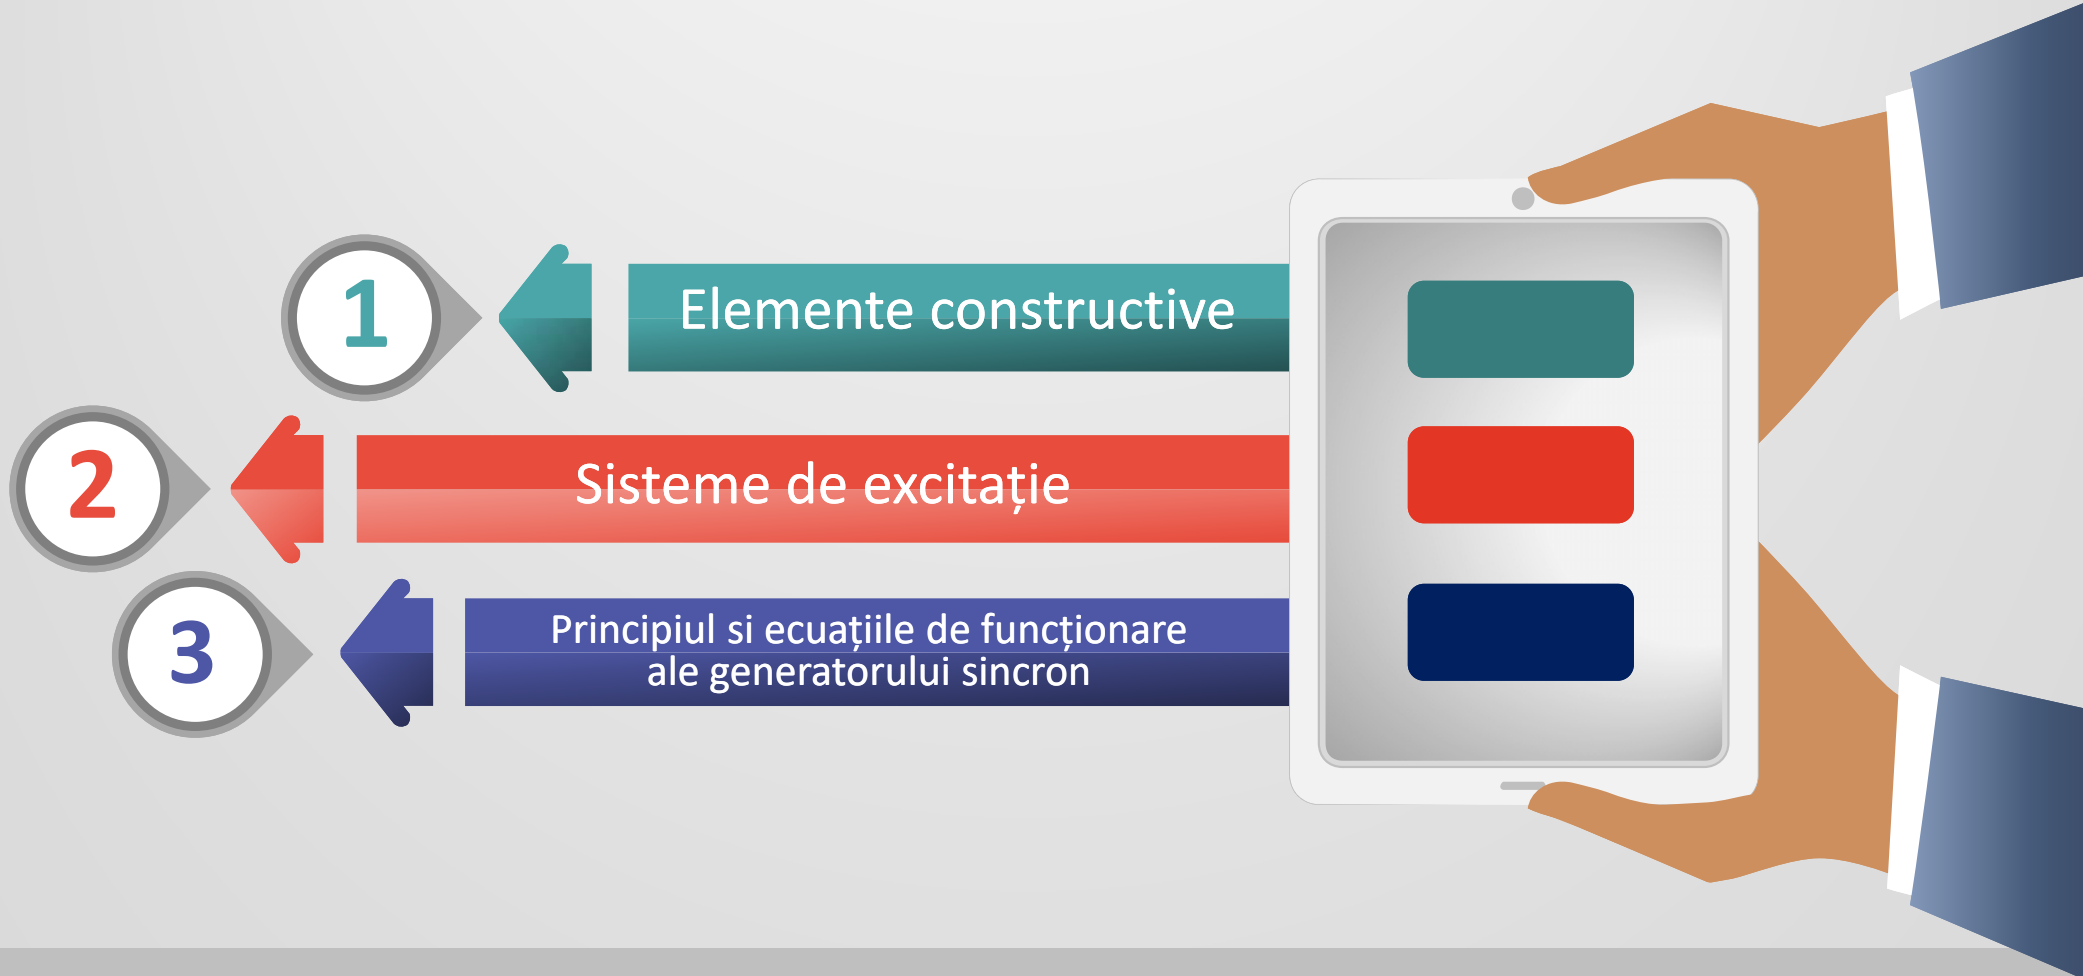 1
Elemente constructive
2
Sisteme de excitație
3
Principiul si ecuațiile de funcționare
ale generatorului sincron